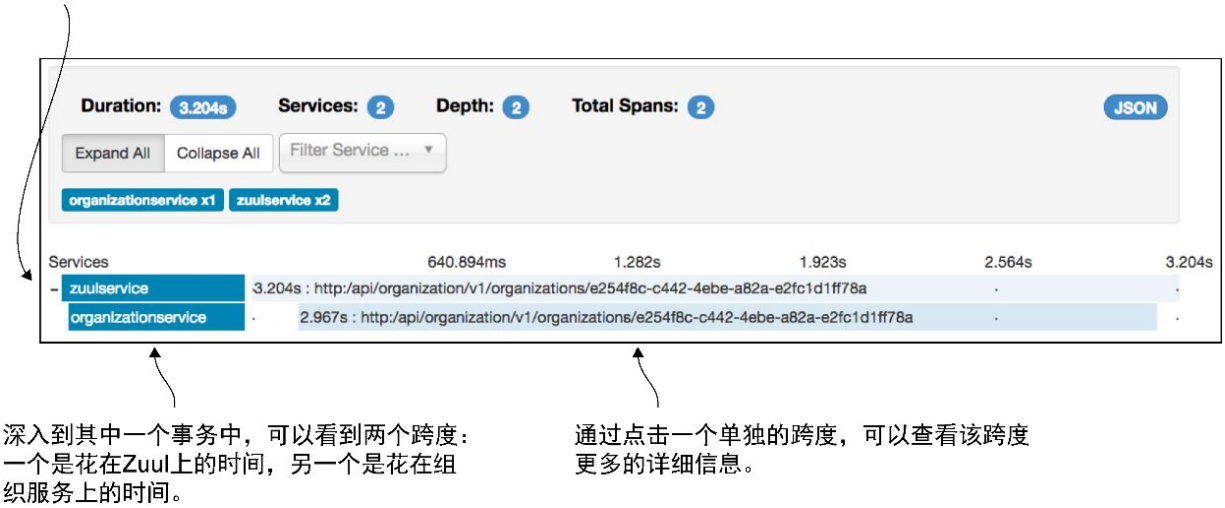 Duration: 3.204s Services: 2 Depth: 2 Total Spans: 2 JSON
Expand All Collapse All Filter Service ...
organizationservice x1 zuulservice x2
Services 640.894ms 1.282s 1.923s 2.564s 3.204s
- zuulservice 3.204s : http:/api/organization/v1/organizations/e254f8c-c442-4ebe-a82a-e2fc1d1ff78a
organizationservice 2.967s : http:/api/organization/v1/organizations/e254f8c-c442-4ebe-a82a-e2fc1d1ff78a
深入到其中一个事务中，可以看到两个跨度：
一个是花在Zuul上的时间，另一个是花在组
织服务上的时间。
通过点击一个单独的跨度，可以查看该跨度
更多的详细信息。